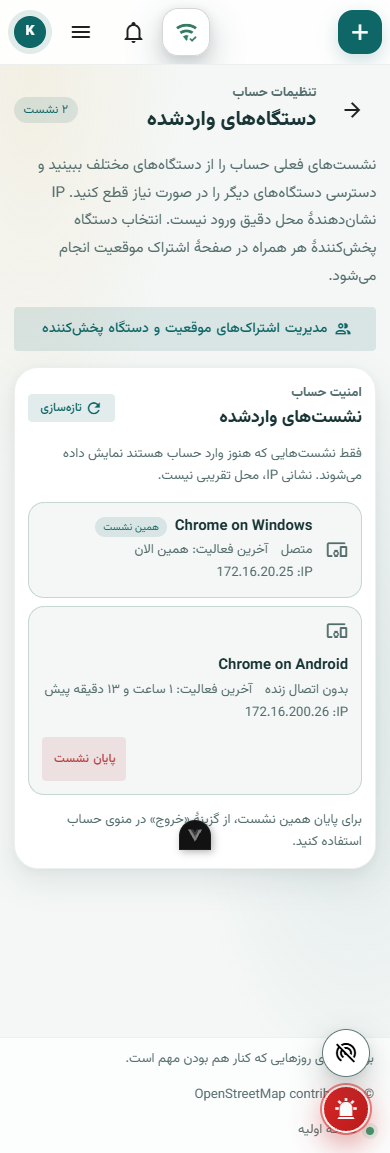 K
تنظیمات حساب
دستگاه‌های واردشده
۲ نشست
نشست‌های فعلی حساب را از دستگاه‌های مختلف ببینید و
دسترسی دستگاه‌های دیگر را در صورت نیاز قطع کنید. IP
نشان‌دهندهٔ محل دقیق ورود نیست. انتخاب دستگاه
پخش‌کنندهٔ هر همراه در صفحهٔ اشتراک موقعیت انجام
می‌شود.
مدیریت اشتراک‌های موقعیت و دستگاه پخش‌کننده
امنیت حساب
نشست‌های واردشده
تازه‌سازی
فقط نشست‌هایی که هنوز وارد حساب هستند نمایش داده
می‌شوند. نشانی IP، محل تقریبی نیست.
Chrome on Windows همین نشست
متصل آخرین فعالیت: همین الان
IP: 172.16.20.25
Chrome on Android
بدون اتصال زنده آخرین فعالیت: ۱ ساعت و ۱۳ دقیقه پیش
IP: 172.16.200.26
پایان نشست
برای پایان همین نشست، از گزینهٔ «خروج» در منوی حساب
استفاده کنید.
روزهایی که کنار هم بودن مهم است.
© OpenStreetMap
اولیه